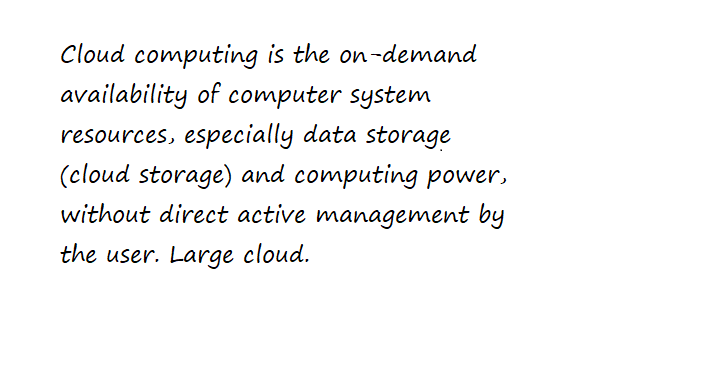 Cloud computing is the on-demand
availability of computer system
resources, especially data storage
(cloud storage) and computing power,
without direct active management by
the user. Large cloud.